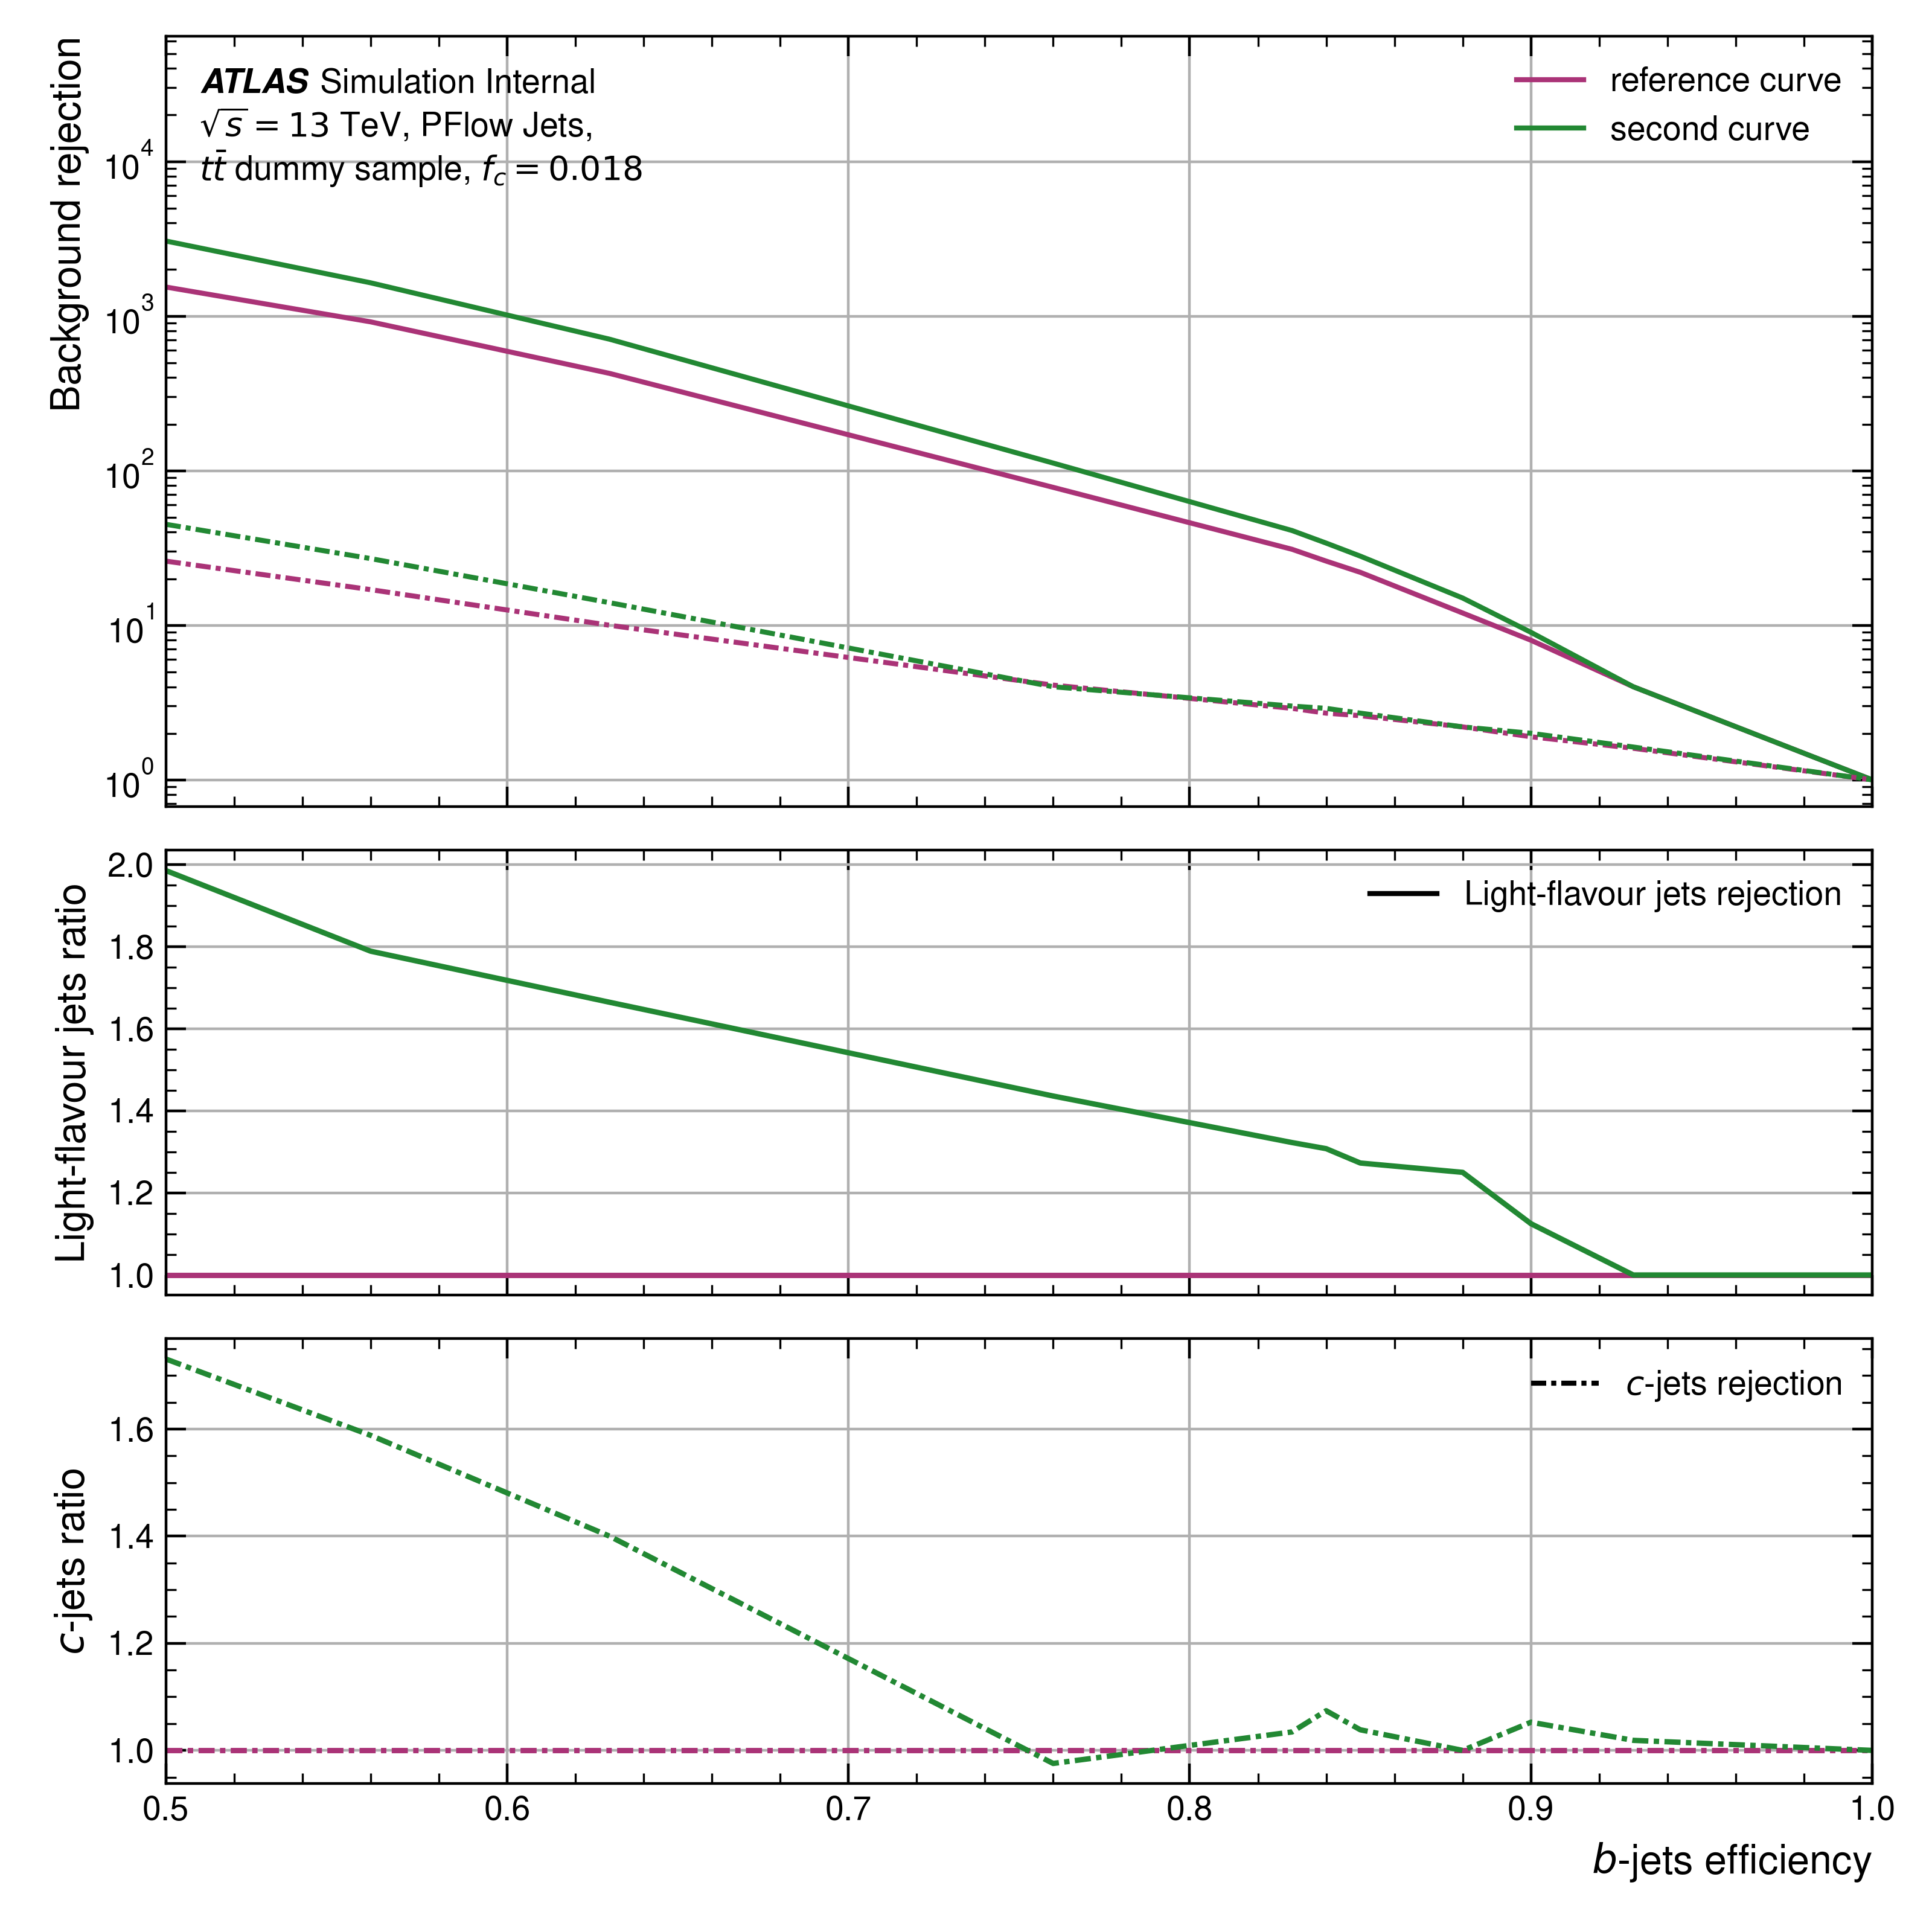 Background rejection
ATLAS Simulation Internal
√s = 13 TeV, PFlow Jets,
tt̄ dummy sample, f_c = 0.018
reference curve
second curve
10^4
10^3
10^2
10^1
10^0
Light-flavour jets ratio
Light-flavour jets rejection
2.0
1.8
1.6
1.4
1.2
1.0
c-jets ratio
c-jets rejection
1.6
1.4
1.2
1.0
0.5 0.6 0.7 0.8 0.9 1.0
b-jets efficiency